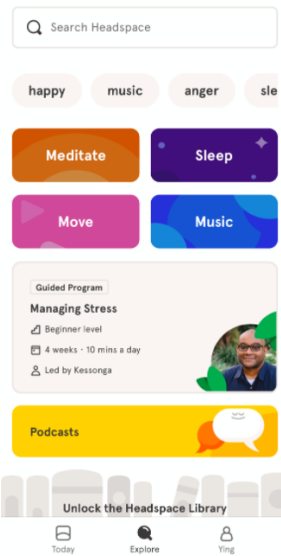 Search Headspace
happy music anger sle
Meditate Sleep
Move Music
Guided Program
Managing Stress
Beginner level
4 weeks · 10 mins a day
Led by Kessonga
Podcasts
Unlock the Headspace Library
Today Explore Ying